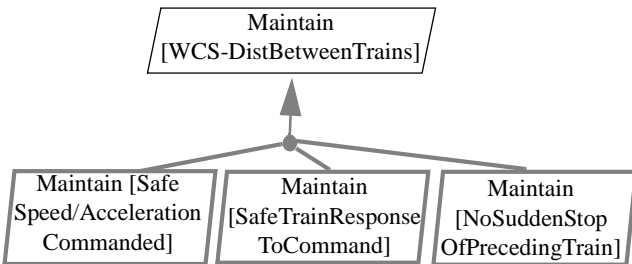 Maintain
[WCS-DistBetweenTrains]
Maintain [Safe
Speed/Acceleration
Commanded]
Maintain
[SafeTrainResponse
ToCommand]
Maintain
[NoSuddenStop
OfPrecedingTrain]